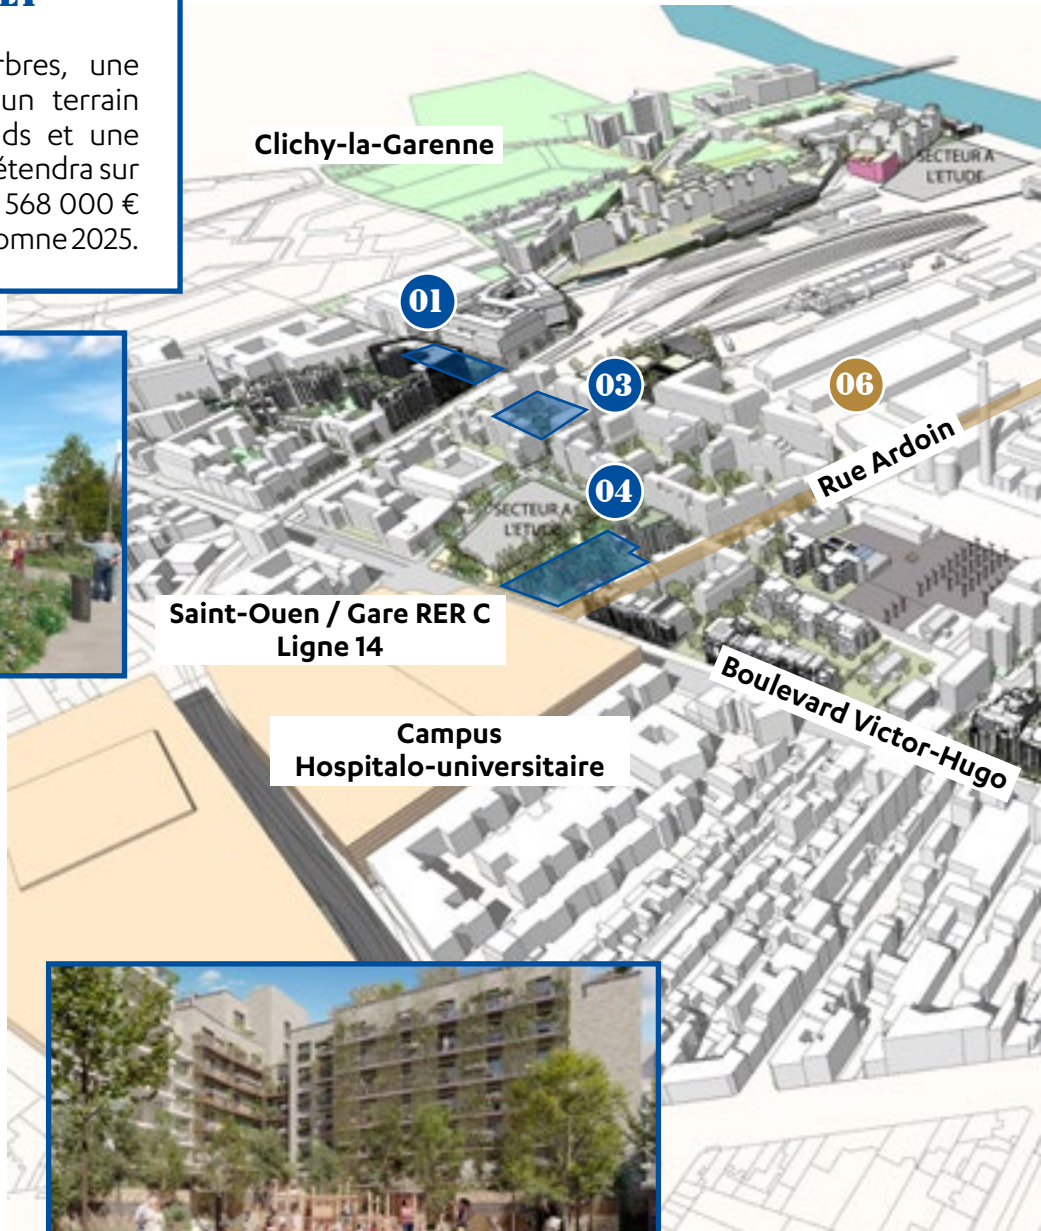 rbres, une
un terrain
ds et une
étendra sur
568 000 €
omne 2025.
Clichy-la-Garenne
SECTEUR A
L'ETUDE
01
03
06
Rue Ardoin
04
SECTEUR A
L'ETUDE
Saint-Ouen / Gare RER C
Ligne 14
Boulevard Victor-Hugo
Campus
Hospitalo-universitaire